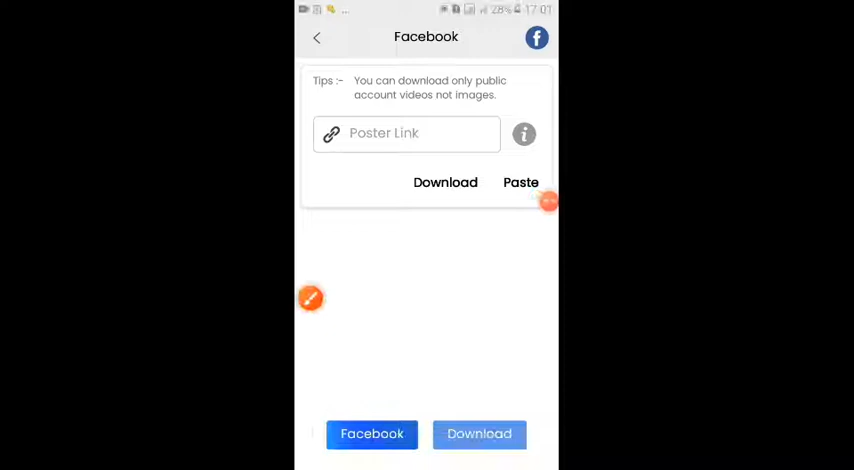 ... 28% 17:01
Facebook
Tips :- You can download only public
account videos not images.
Poster Link
Download Paste
Facebook Download